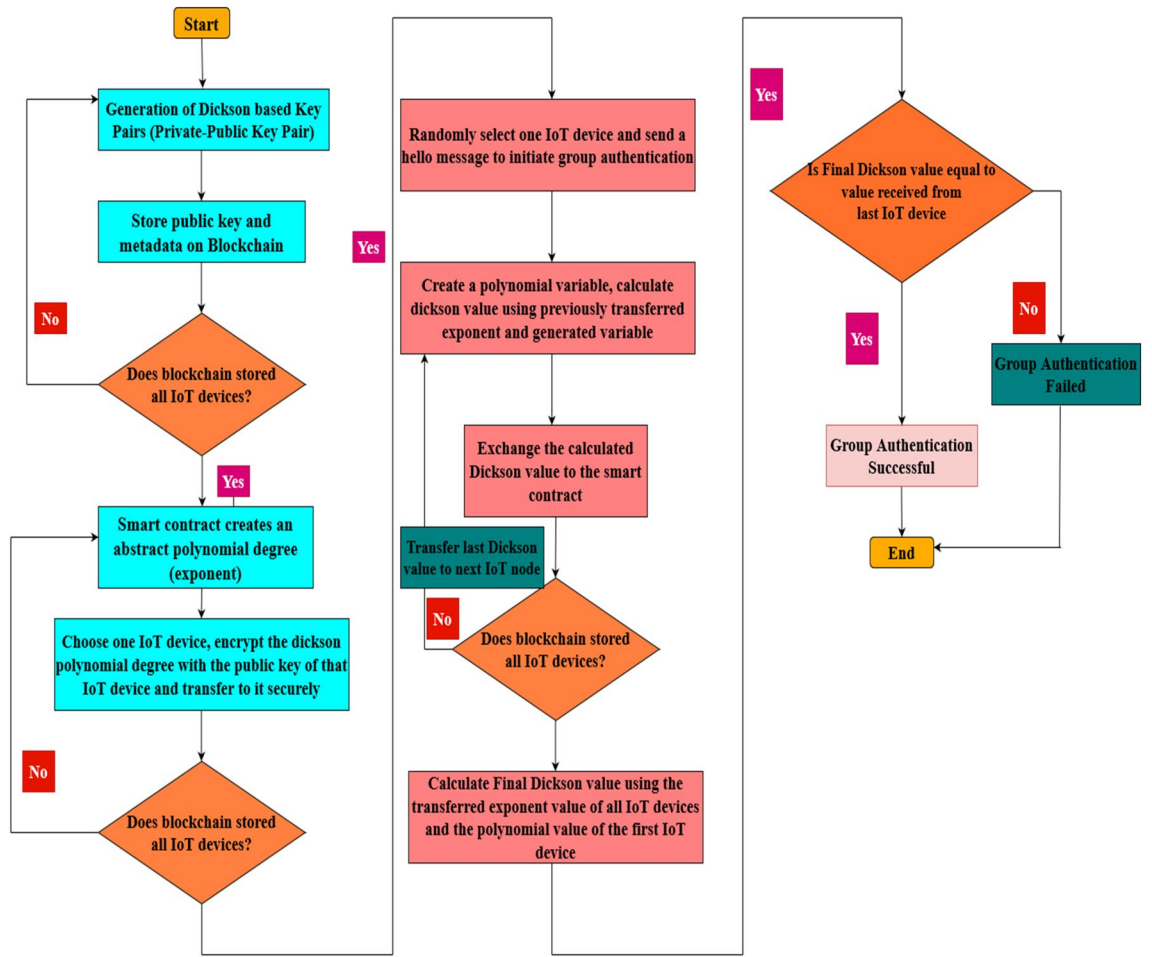 Start
Generation of Dickson based Key
Pairs (Private-Public Key Pair)
Store public key and
metadata on Blockchain
No
Does blockchain stored
all IoT devices?
Yes
Smart contract creates an
abstract polynomial degree
(exponent)
Choose one IoT device, encrypt the dickson
polynomial degree with the public key of that
IoT device and transfer to it securely
No
Does blockchain stored
all IoT devices?
Yes
Randomly select one IoT device and send a
hello message to initiate group authentication
Create a polynomial variable, calculate
dickson value using previously transferred
exponent and generated variable
Exchange the calculated
Dickson value to the smart
contract
Transfer last Dickson
value to next IoT node
No
Does blockchain stored
all IoT devices?
Calculate Final Dickson value using the
transferred exponent value of all IoT devices
and the polynomial value of the first IoT
device
Yes
Is Final Dickson value equal to
value received from
last IoT device
No
Yes
Group Authentication
Failed
Group Authentication
Successful
End